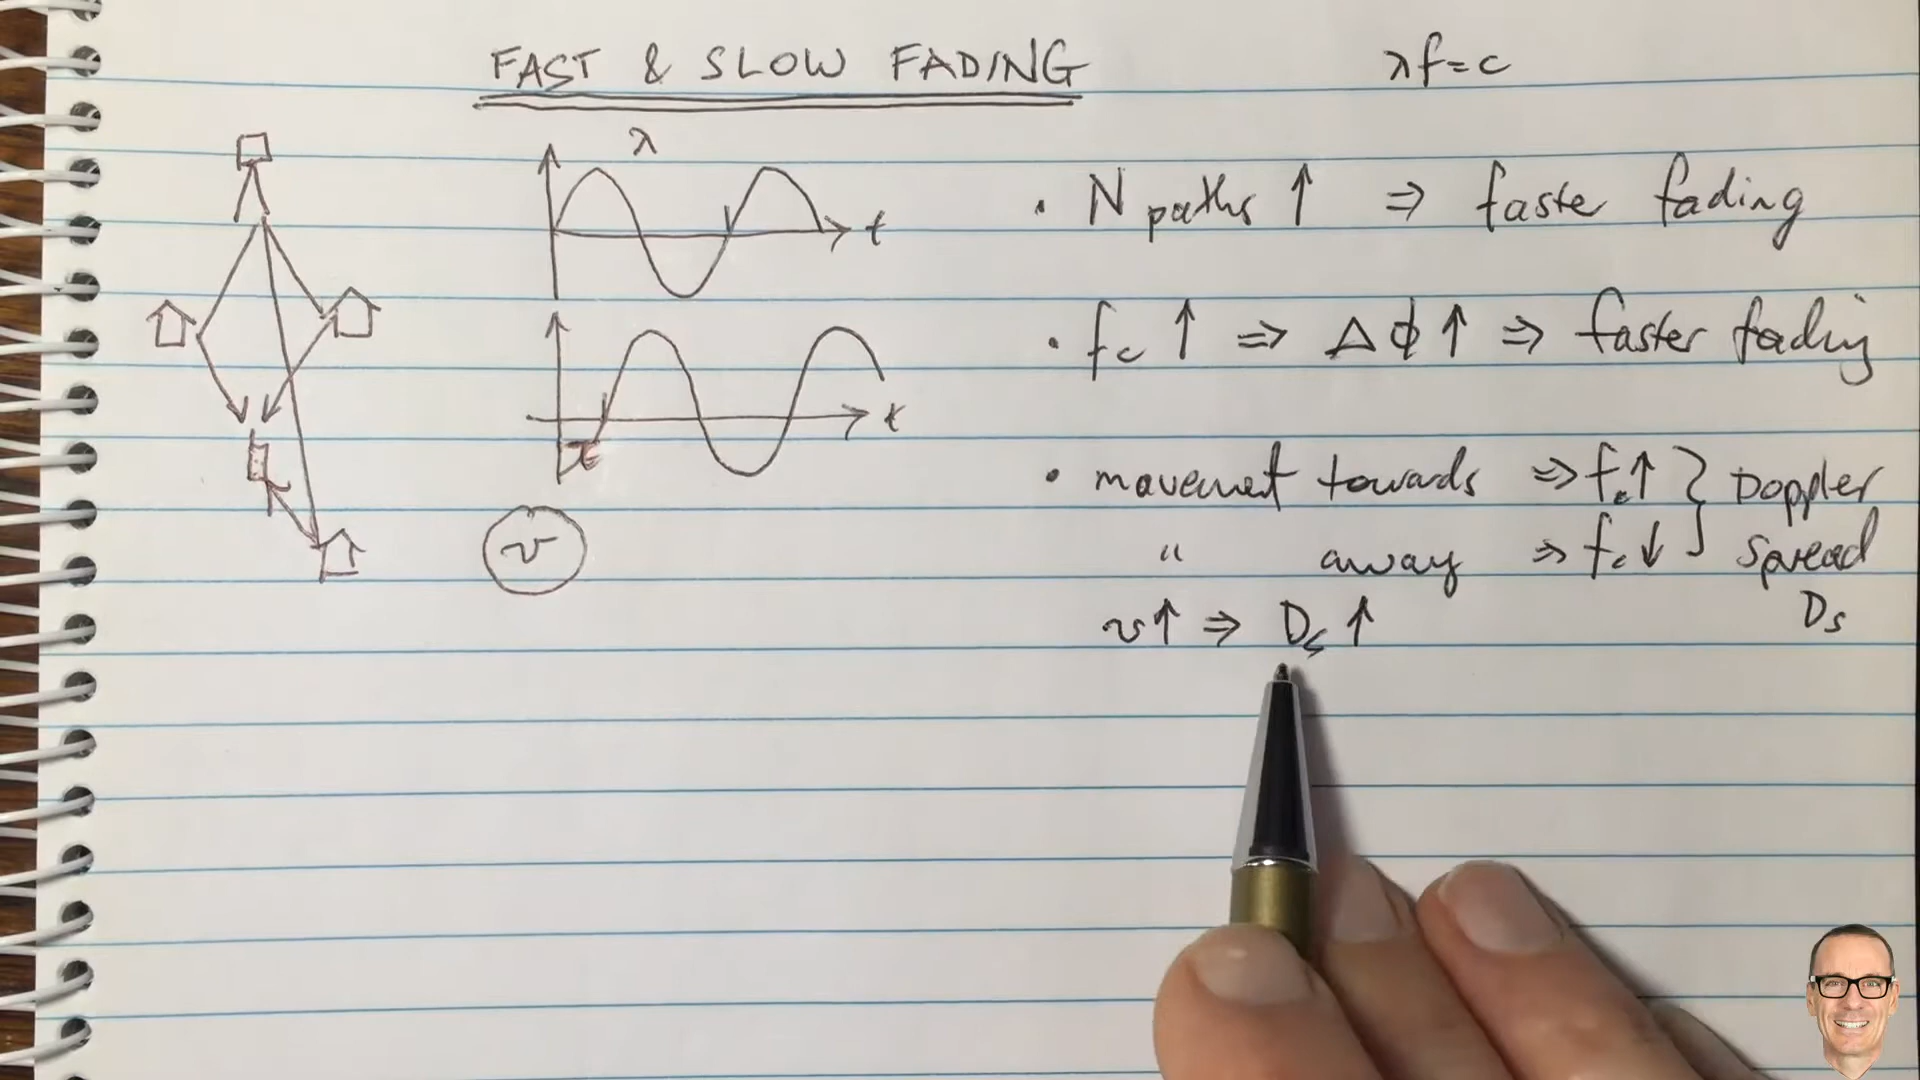 FAST & SLOW FADING
λf=c
λ
t
t
τ
v
• N paths ↑ ⇒ faster fading
• fc ↑ ⇒ Δϕ ↑ ⇒ faster fading
• movement towards ⇒ fc↑ } Doppler
" away ⇒ fc↓ Spread
Ds
v↑ ⇒ Ds ↑